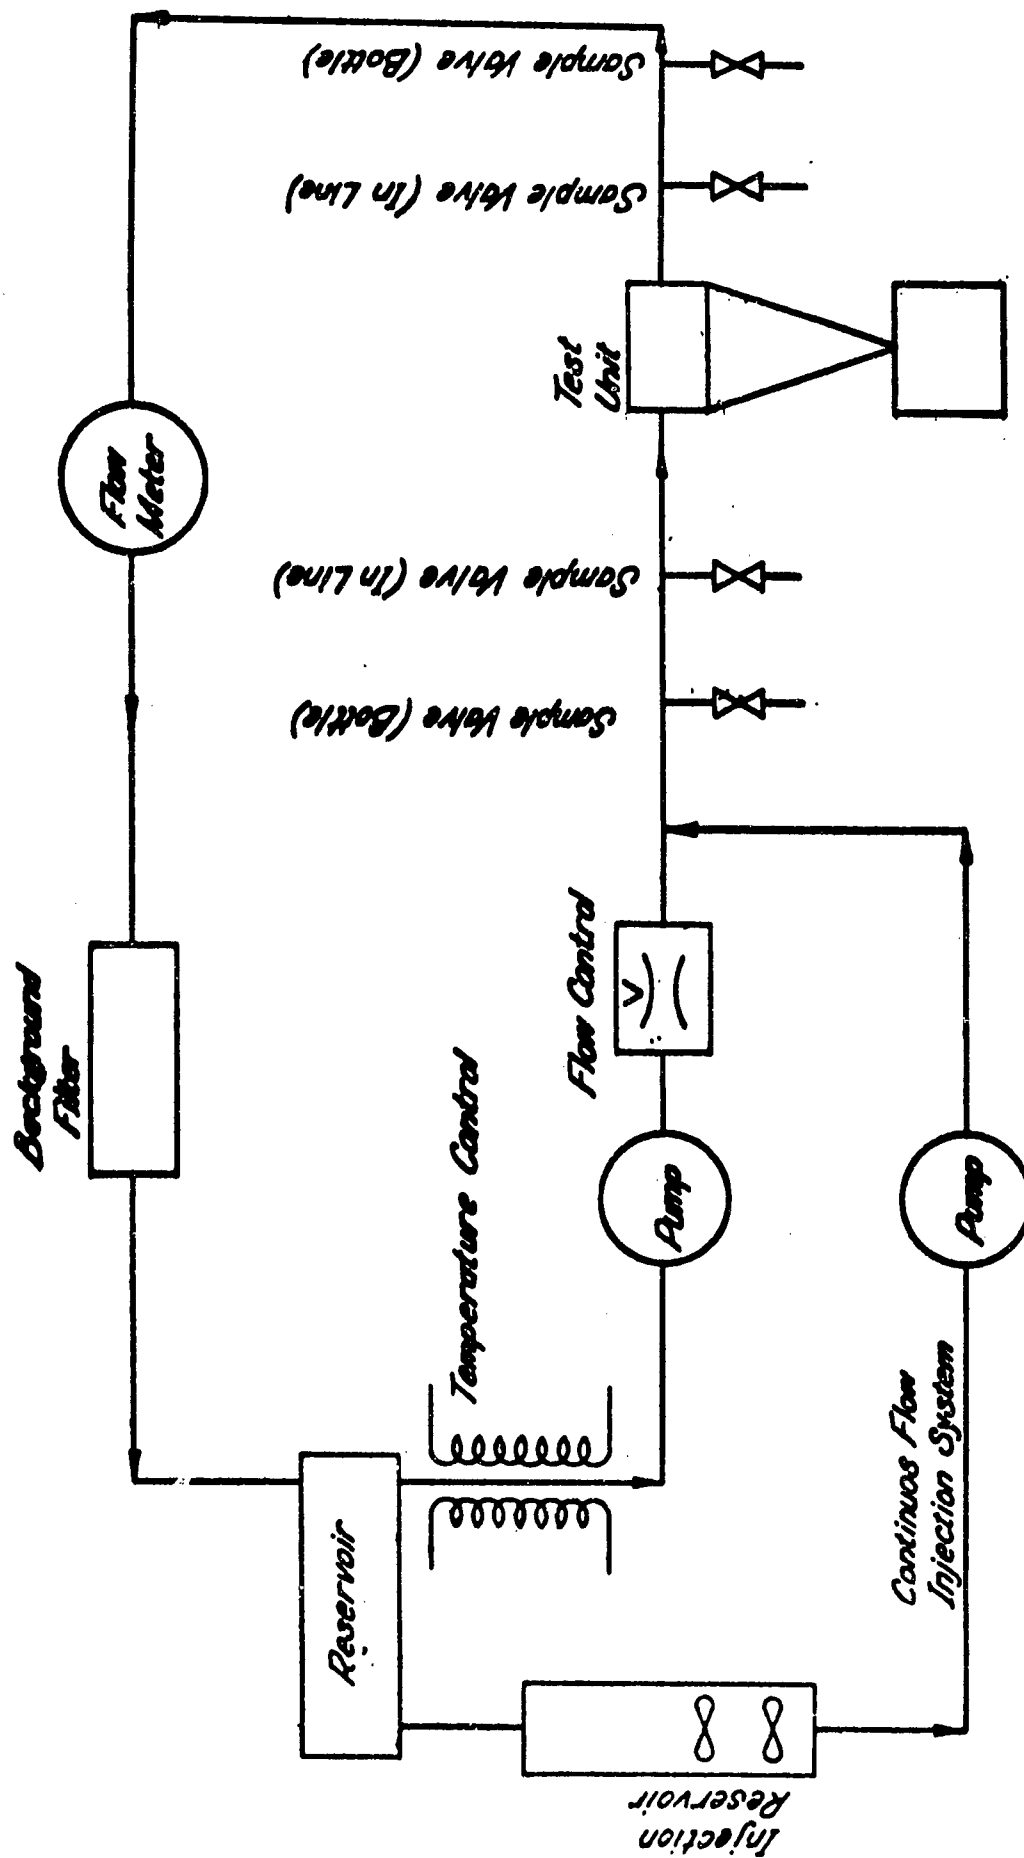 Flow
Meter
Background
Filter
Sample Valve (Bottle)
Sample Valve (In Line)
Test
Unit
Sample Valve (In Line)
Sample Valve (Bottle)
Flow Control
V
Temperature Control
Pump
Reservoir
Pump
Continuos Flow
Injection System
Injection
Reservoir